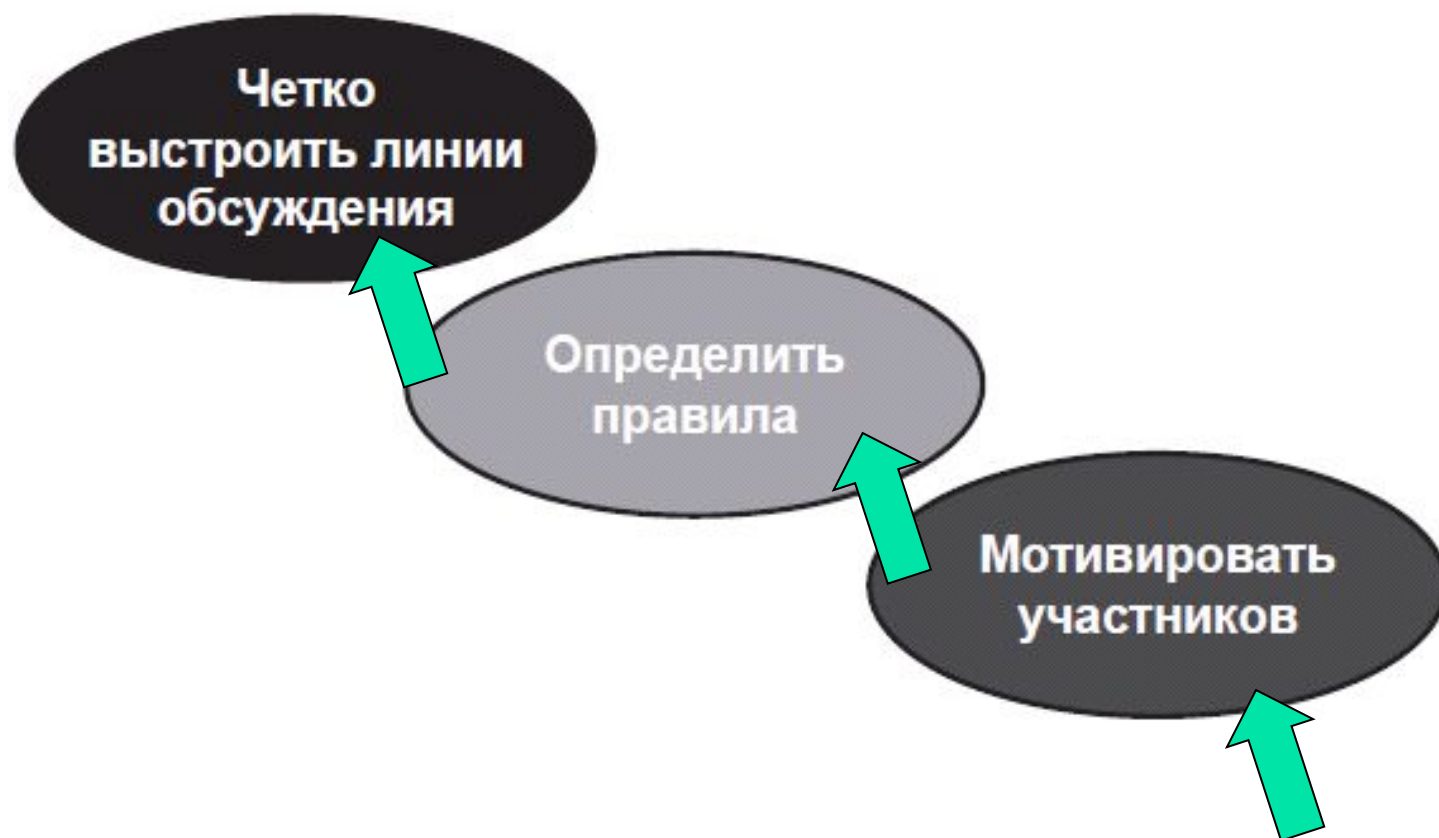 Четко
выстроить линии
обсуждения
Определить
правила
Мотивировать
участников